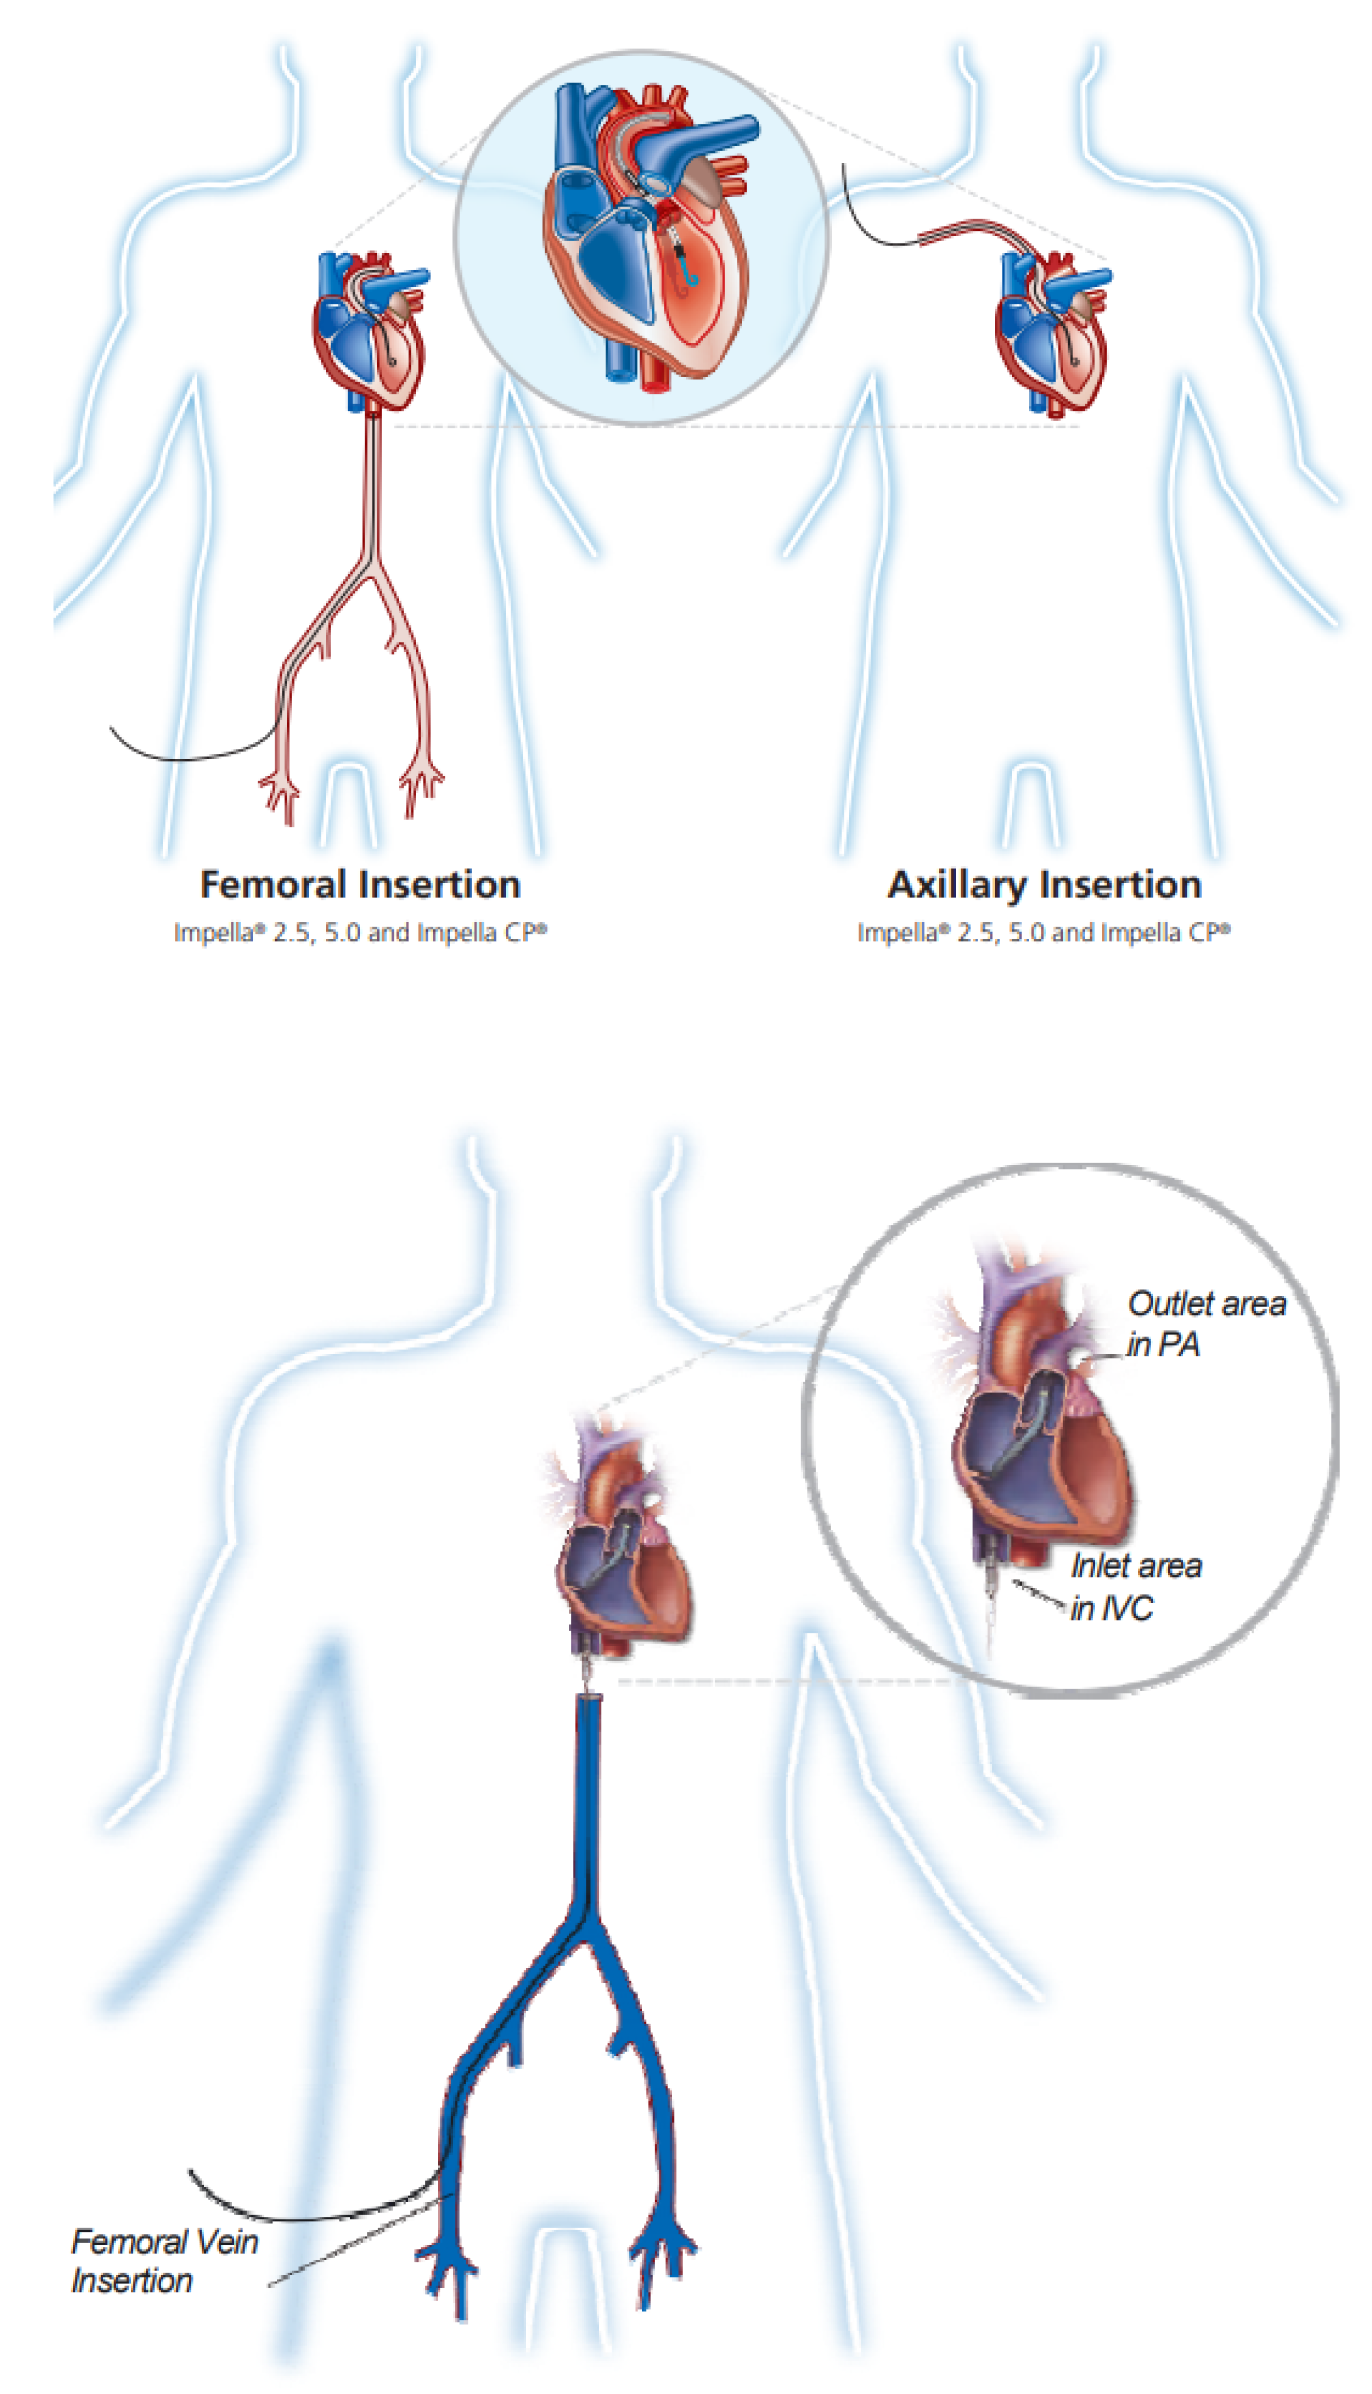 Femoral Insertion
Impella® 2.5, 5.0 and Impella CP®
Axillary Insertion
Impella® 2.5, 5.0 and Impella CP®
Outlet area
in PA
Inlet area
in IVC
Femoral Vein
Insertion